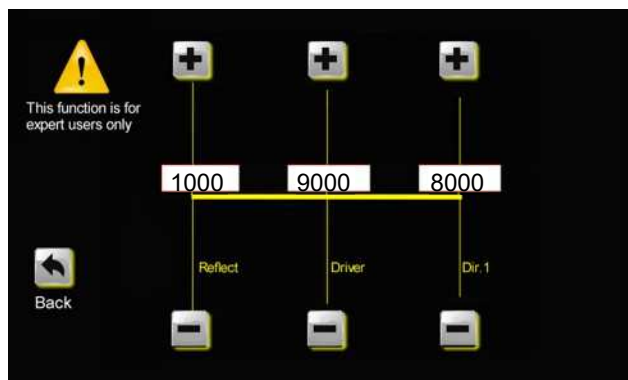 This function is for
expert users only
1000 9000 8000
Reflect Driver Dir.1
Back